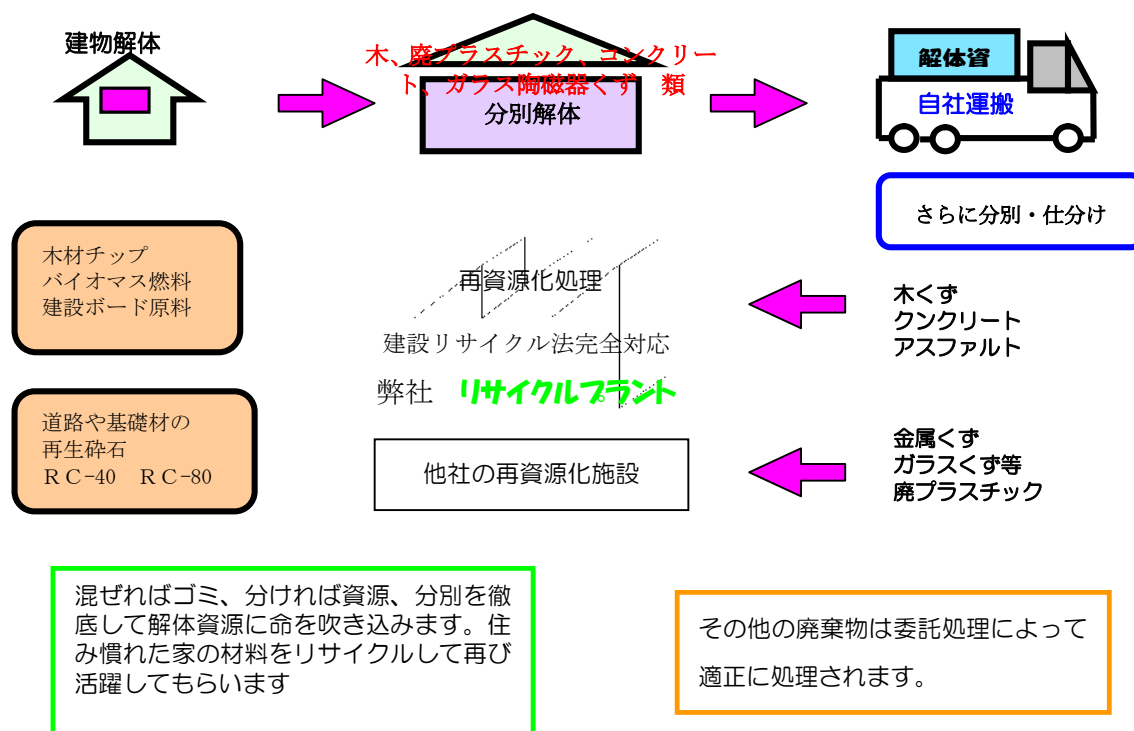 建物解体
木、廃プラスチック、コンクリー
ト、ガラス陶磁器くず　類
分別解体
解体資
自社運搬
さらに分別・仕分け
木材チップ
バイオマス燃料
建設ボード原料
再資源化処理
建設リサイクル法完全対応
弊社　リサイクルプラント
木くず
クンクリート
アスファルト
道路や基礎材の
再生砕石
ＲＣ-40　ＲＣ-80
他社の再資源化施設
金属くず
ガラスくず等
廃プラスチック
混ぜればゴミ、分ければ資源、分別を徹
底して解体資源に命を吹き込みます。住
み慣れた家の材料をリサイクルして再び
活躍してもらいます
その他の廃棄物は委託処理によって
適正に処理されます。